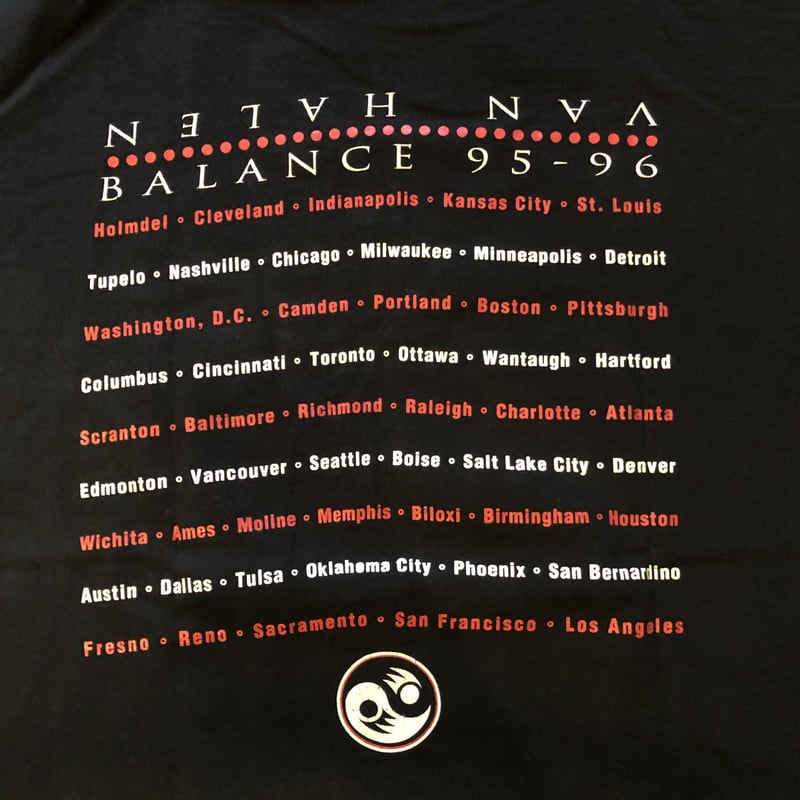 VAN HALEN
BALANCE 95-96
Holmdel ∘ Cleveland ∘ Indianapolis ∘ Kansas City ∘ St. Louis
Tupelo ∘ Nashville ∘ Chicago ∘ Milwaukee ∘ Minneapolis ∘ Detroit
Washington, D.C. ∘ Camden ∘ Portland ∘ Boston ∘ Pittsburgh
Columbus ∘ Cincinnati ∘ Toronto ∘ Ottawa ∘ Wantaugh ∘ Hartford
Scranton ∘ Baltimore ∘ Richmond ∘ Raleigh ∘ Charlotte ∘ Atlanta
Edmonton ∘ Vancouver ∘ Seattle ∘ Boise ∘ Salt Lake City ∘ Denver
Wichita ∘ Ames ∘ Moline ∘ Memphis ∘ Biloxi ∘ Birmingham ∘ Houston
Austin ∘ Dallas ∘ Tulsa ∘ Oklahoma City ∘ Phoenix ∘ San Bernardino
Fresno ∘ Reno ∘ Sacramento ∘ San Francisco ∘ Los Angeles